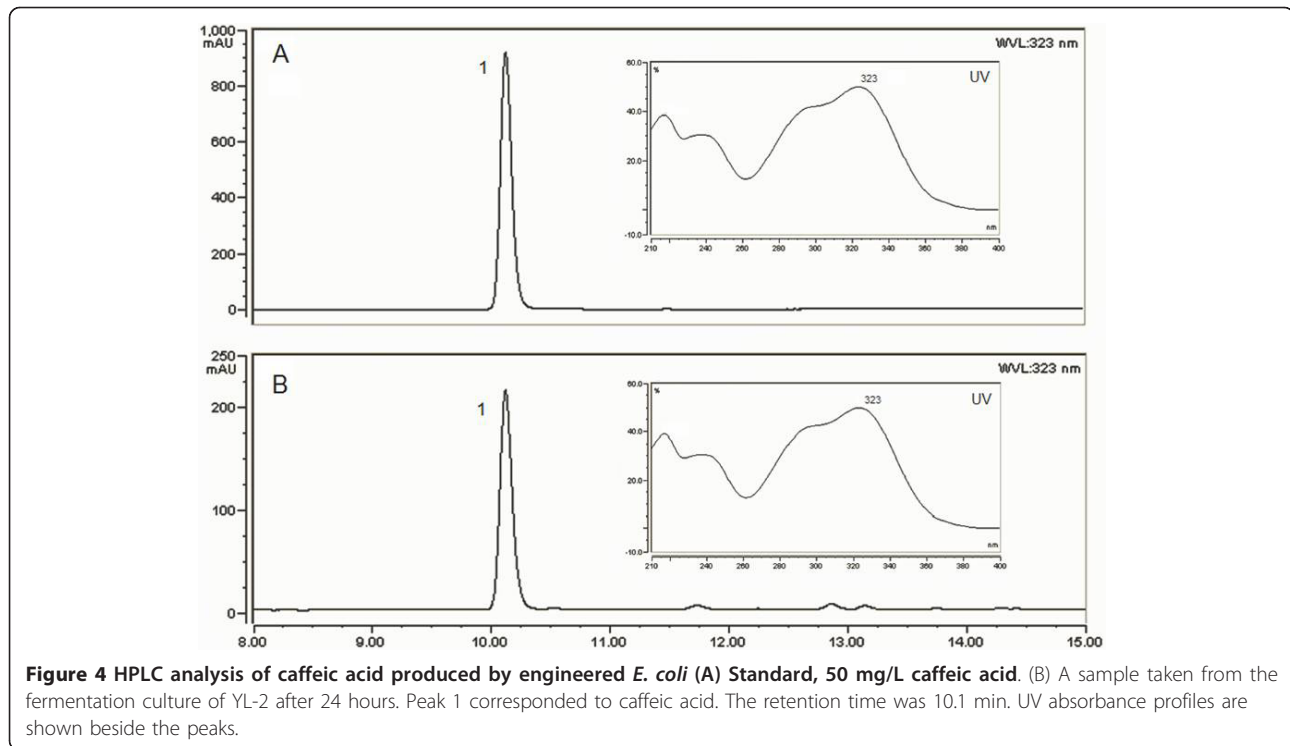 1,000
mAU
A
WVL:323 nm
1
800
600
400
200
0
60.0
%
323
UV
40.0
20.0
-10.0
nm
210 240 260 280 300 320 340 360 380 400
250
mAU
B
WVL:323 nm
1
200
100
0
60.0
%
323
UV
40.0
20.0
-10.0
nm
210 240 260 280 300 320 340 360 380 400
8.00 9.00 10.00 11.00 12.00 13.00 14.00 15.00
Figure 4 HPLC analysis of caffeic acid produced by engineered E. coli (A) Standard, 50 mg/L caffeic acid. (B) A sample taken from the
fermentation culture of YL-2 after 24 hours. Peak 1 corresponded to caffeic acid. The retention time was 10.1 min. UV absorbance profiles are
shown beside the peaks.